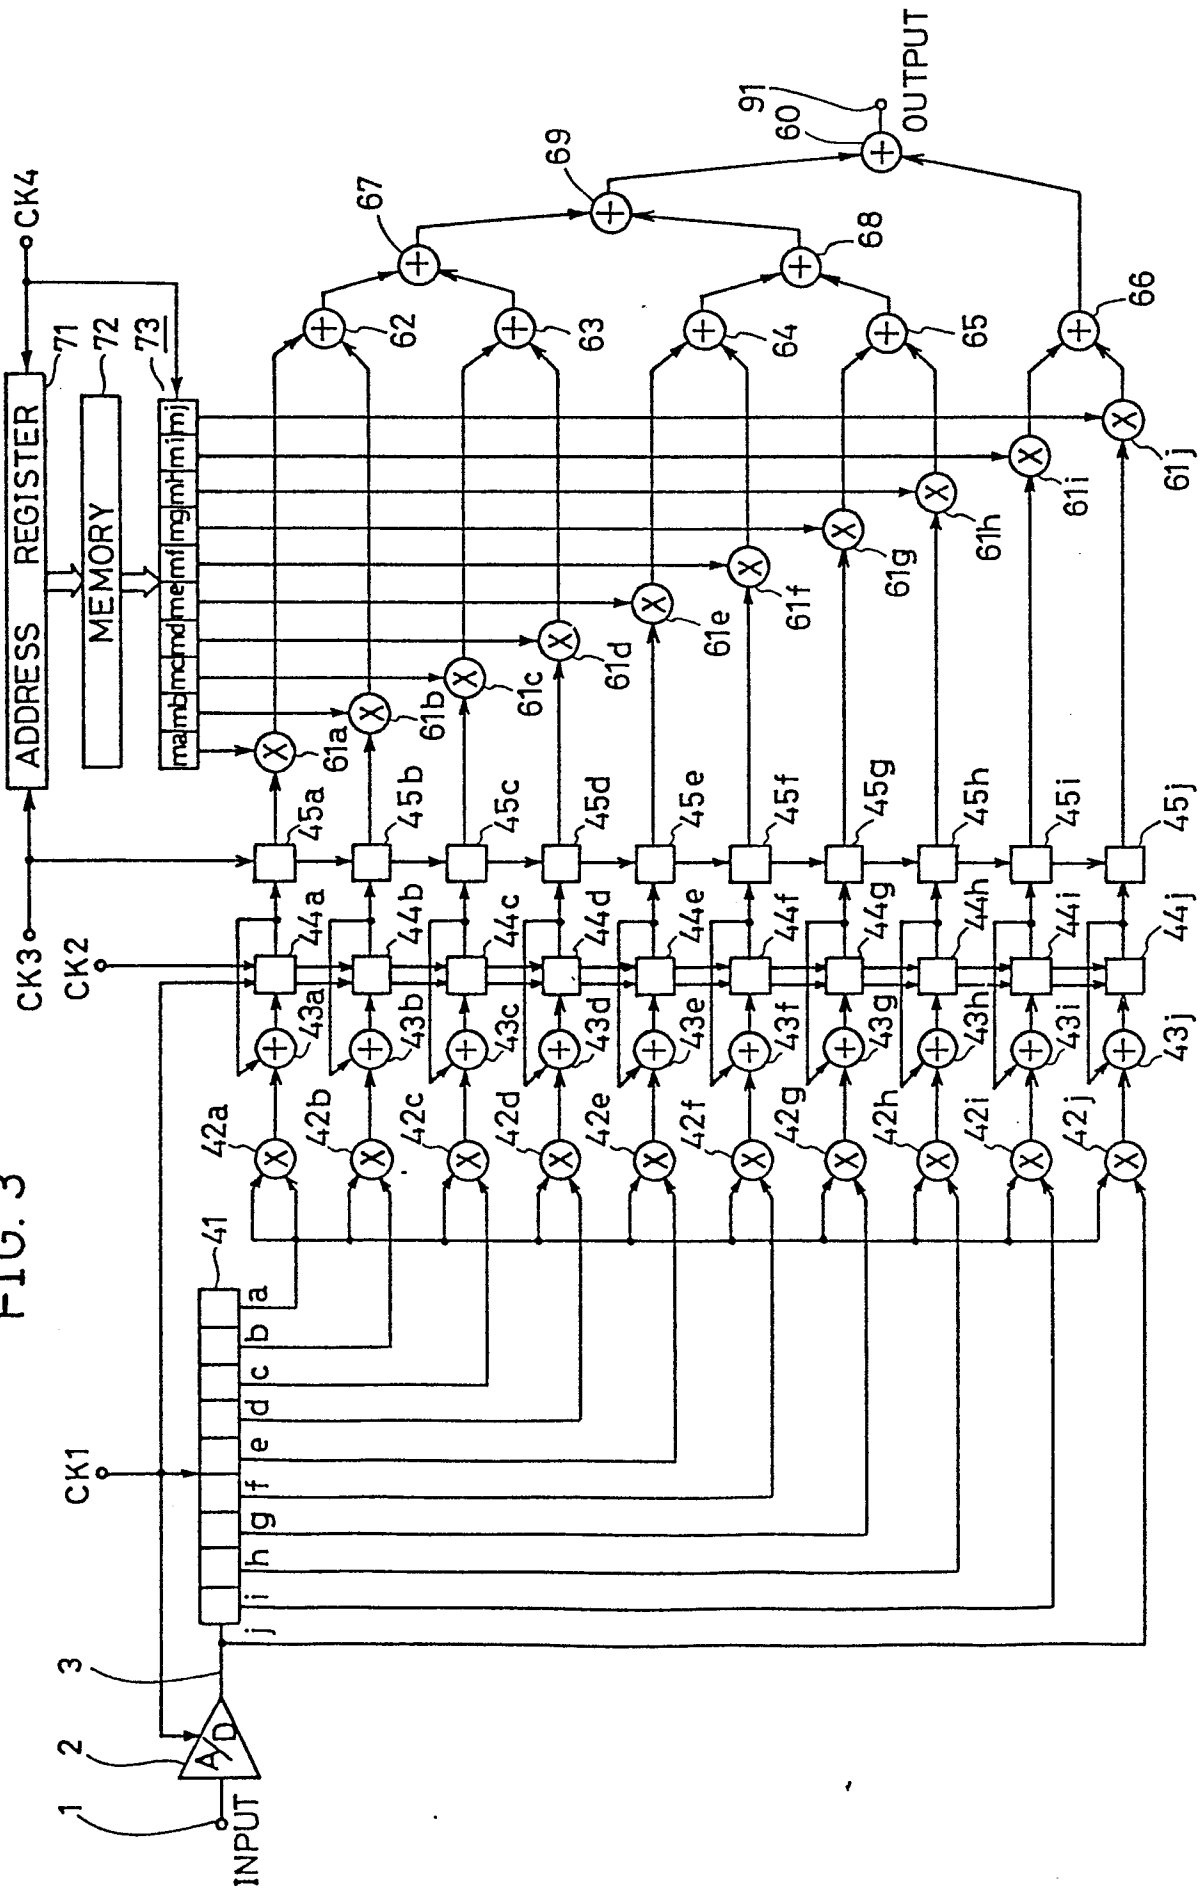 FIG. 3
INPUT
1
2
3
A/D
CK1
41
j
i
h
g
f
e
d
c
b
a
42a
42b
42c
42d
42e
42f
42g
42h
42i
42j
43a
43b
43c
43d
43e
43f
43g
43h
43i
43j
CK2
44a
44b
44c
44d
44e
44f
44g
44h
44i
44j
CK3
45a
45b
45c
45d
45e
45f
45g
45h
45i
45j
ADDRESS REGISTER
71
MEMORY
72
ma mb mc md me mf mg mh mi mj
73
CK4
61a
61b
61c
61d
61e
61f
61g
61h
61i
61j
62
63
64
65
66
67
68
69
60
91
OUTPUT